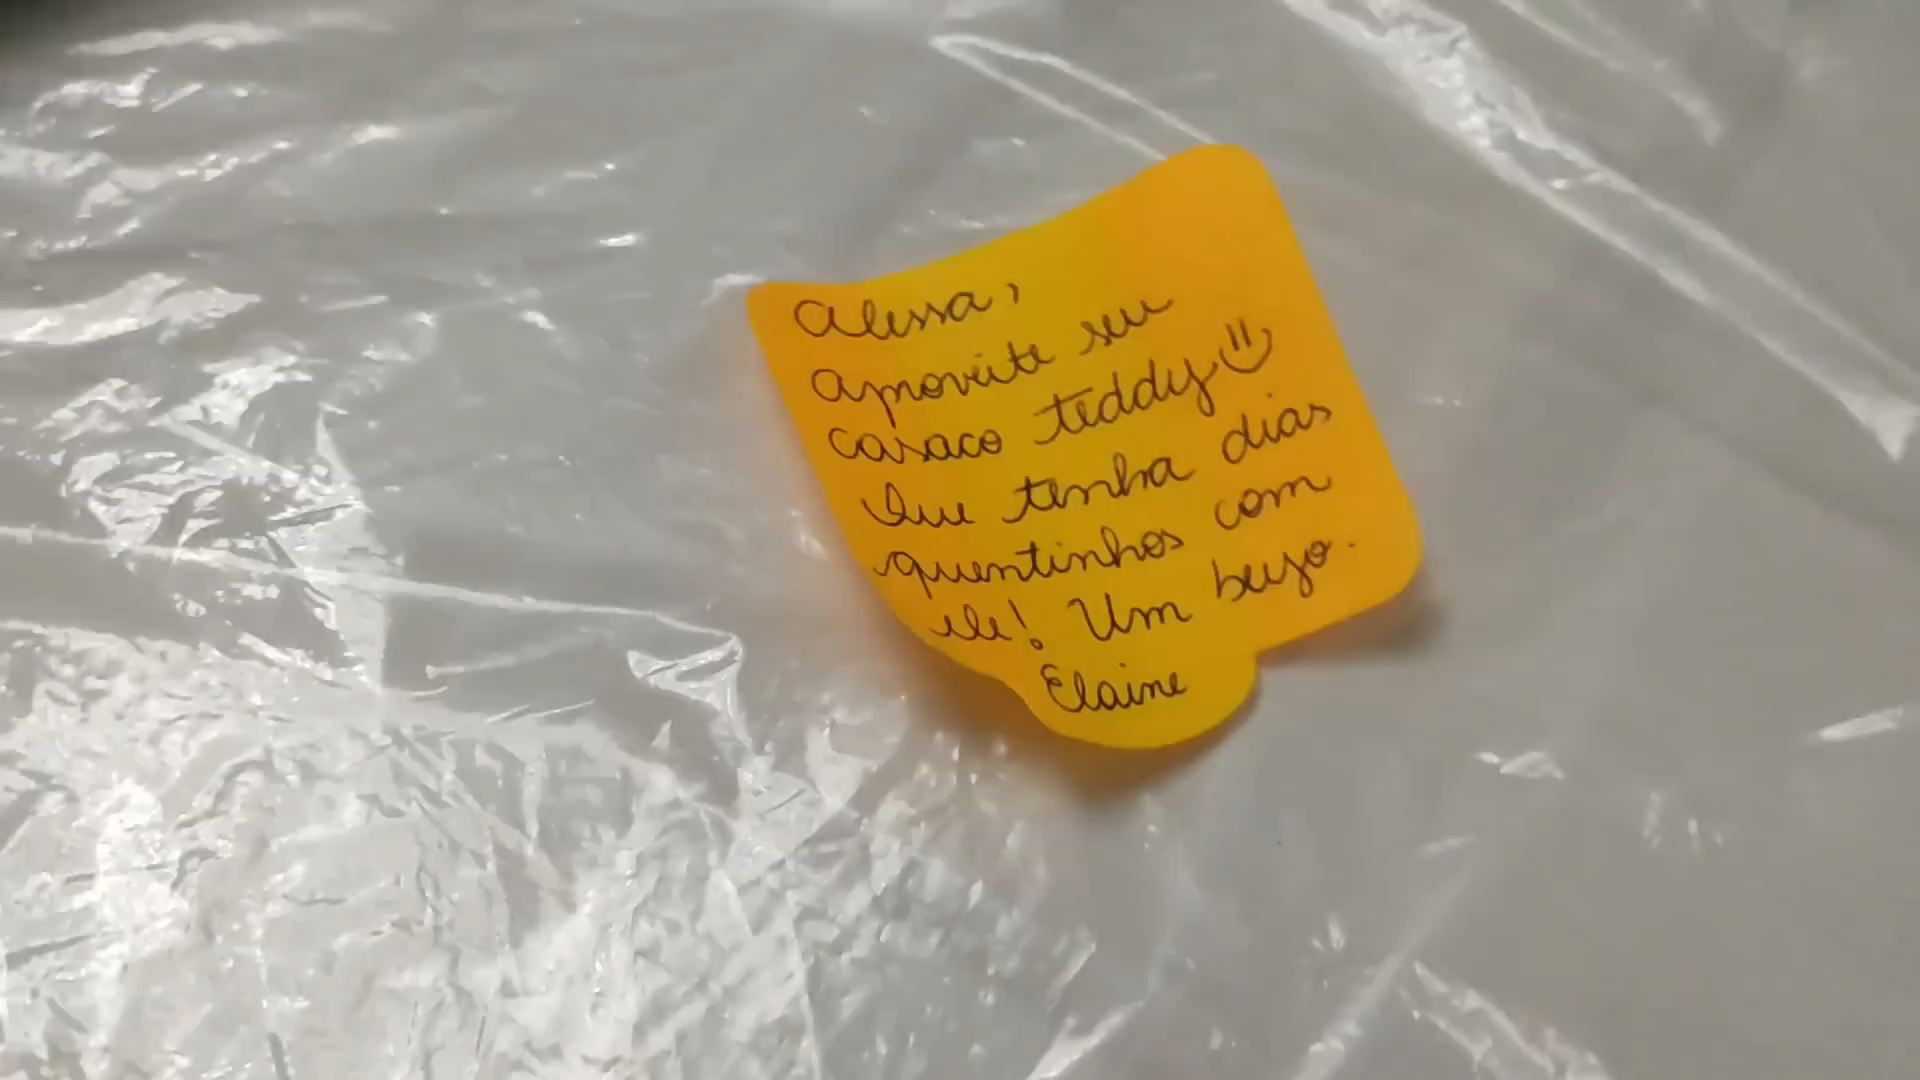 Alessa,
Aproveite seu
casaco teddy
Que tenha dias
quentinhos com
ele! Um beijo.
Elaine